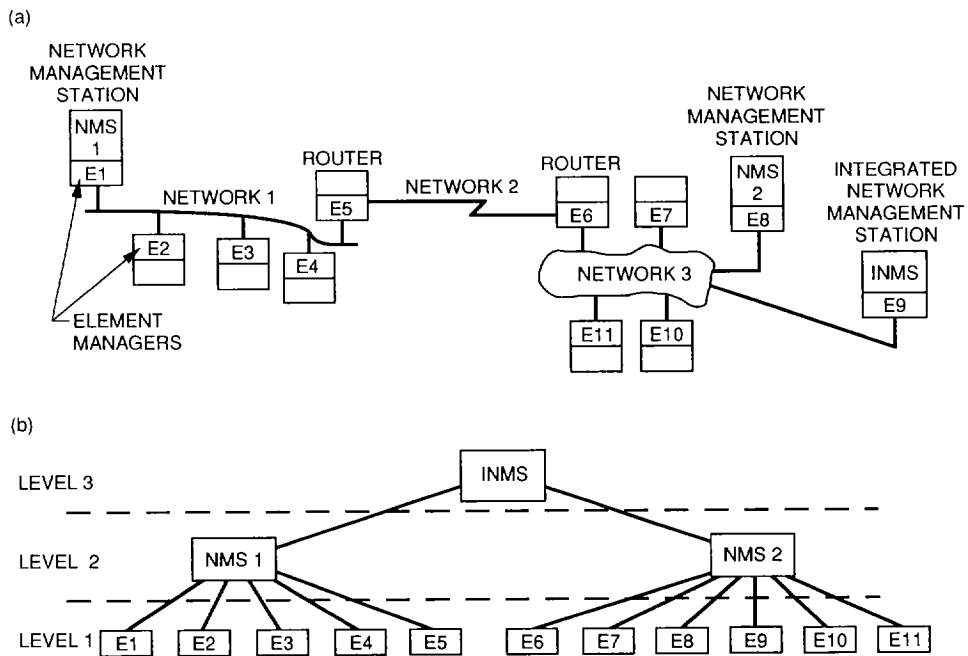 (a)
NETWORK
MANAGEMENT
STATION
NMS
1
E1
NETWORK 1
E2
E3
E4
ELEMENT
MANAGERS
ROUTER
E5
NETWORK 2
ROUTER
E6
E7
NETWORK
MANAGEMENT
STATION
NMS
2
E8
INTEGRATED
NETWORK
MANAGEMENT
STATION
INMS
E9
NETWORK 3
E11
E10
(b)
LEVEL 3
INMS
LEVEL 2
NMS 1
NMS 2
LEVEL 1
E1
E2
E3
E4
E5
E6
E7
E8
E9
E10
E11